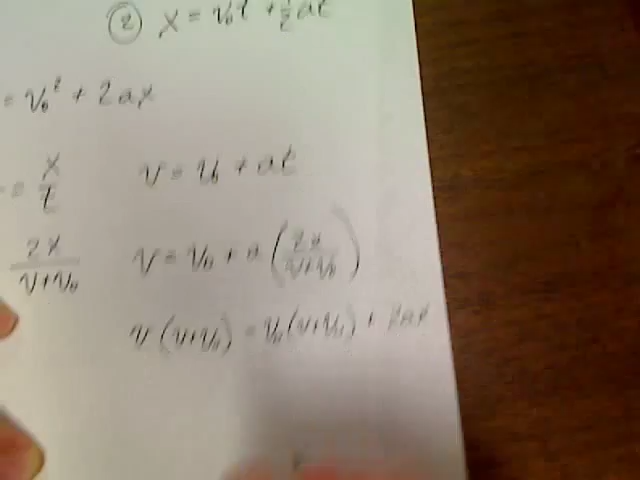 ② x = v₀t + ½at
= v₀² + 2ax
= x/t
v = v₀ + at
2x/(v+v₀)
v = v₀ + a(2x/(v+v₀))
v(v+v₀) = v₀(v+v₀) + 2ax